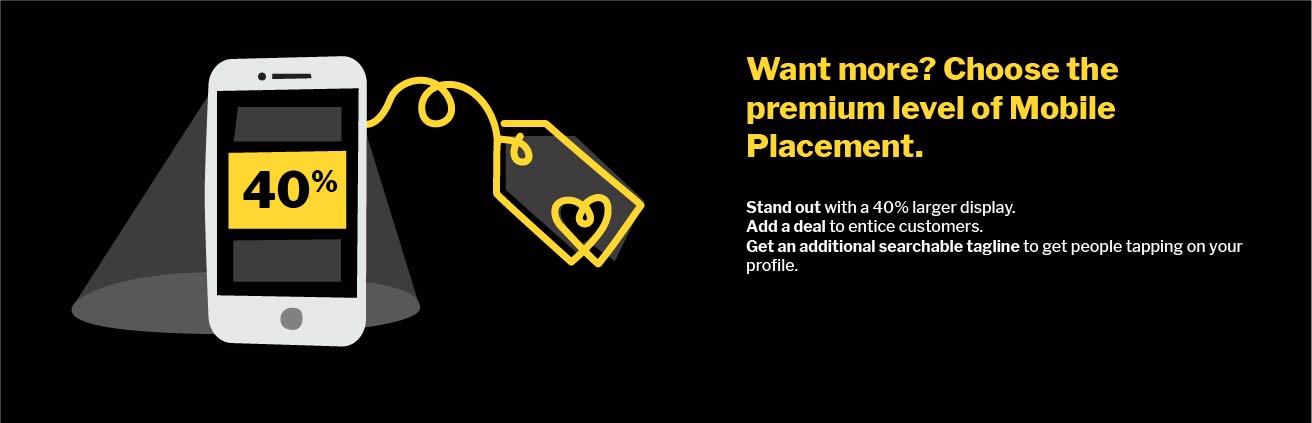 40%
Want more? Choose the
premium level of Mobile
Placement.
Stand out with a 40% larger display.
Add a deal to entice customers.
Get an additional searchable tagline to get people tapping on your
profile.